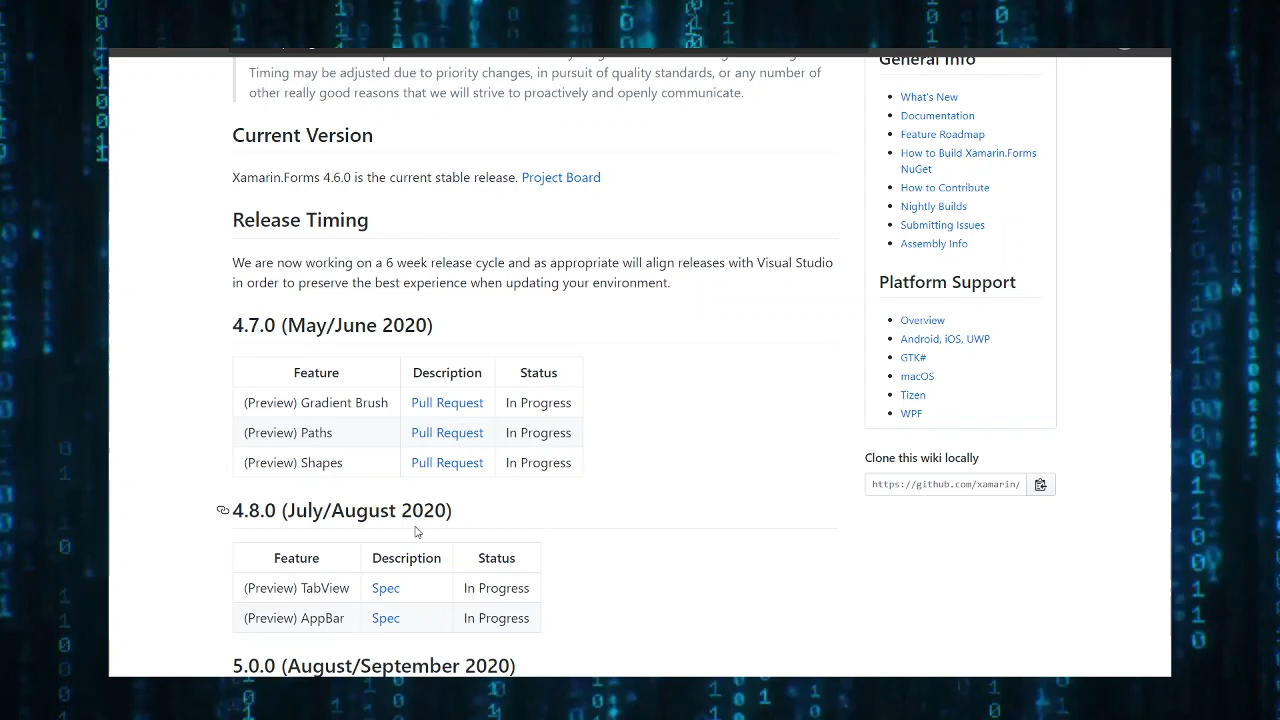 Timing may be adjusted due to priority changes, in pursuit of quality standards, or any number of
other really good reasons that we will strive to proactively and openly communicate.
Current Version
Xamarin.Forms 4.6.0 is the current stable release. Project Board
Release Timing
We are now working on a 6 week release cycle and as appropriate will align releases with Visual Studio
in order to preserve the best experience when updating your environment.
4.7.0 (May/June 2020)
Feature Description Status
(Preview) Gradient Brush Pull Request In Progress
(Preview) Paths Pull Request In Progress
(Preview) Shapes Pull Request In Progress
4.8.0 (July/August 2020)
Feature Description Status
(Preview) TabView Spec In Progress
(Preview) AppBar Spec In Progress
5.0.0 (August/September 2020)
General Info
What's New
Documentation
Feature Roadmap
How to Build Xamarin.Forms
NuGet
How to Contribute
Nightly Builds
Submitting Issues
Assembly Info
Platform Support
Overview
Android, iOS, UWP
GTK#
macOS
Tizen
WPF
Clone this wiki locally
https://github.com/xamarin/